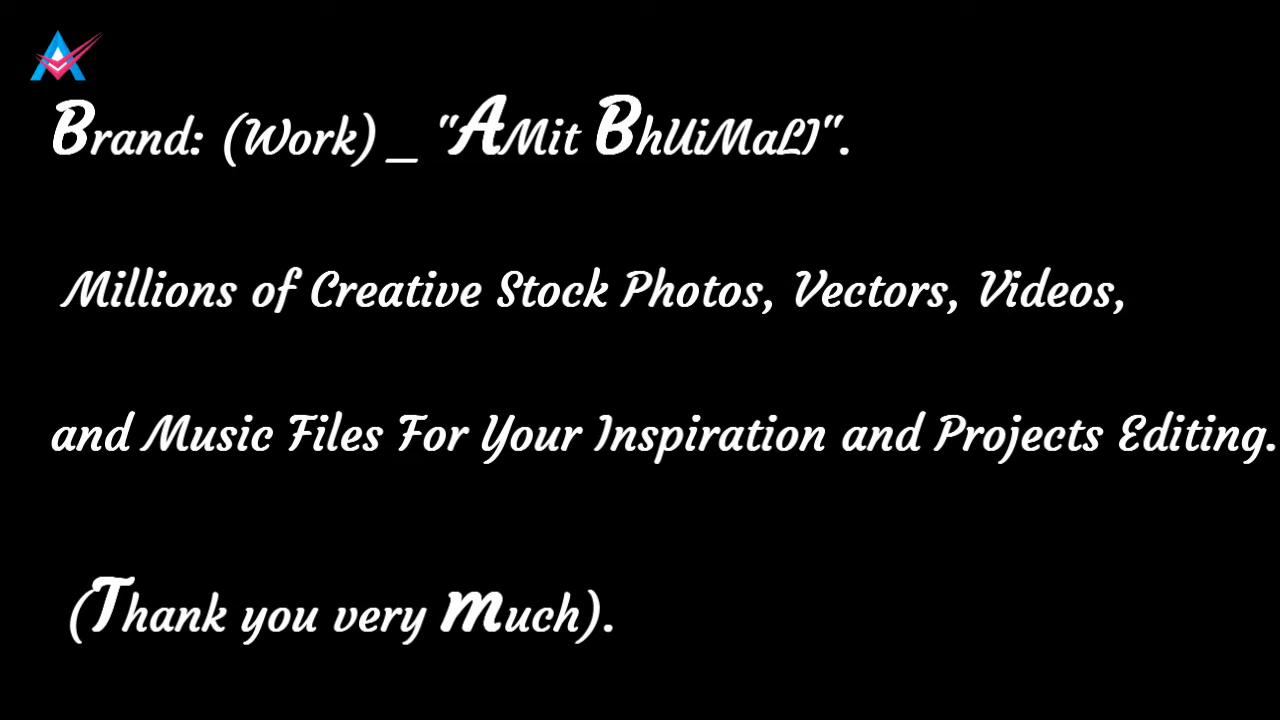 Brand: (Work) _ "AMit BhUiMaLI".
Millions of Creative Stock Photos, Vectors, Videos,
and Music Files For Your Inspiration and Projects Editing.
(Thank you very much).